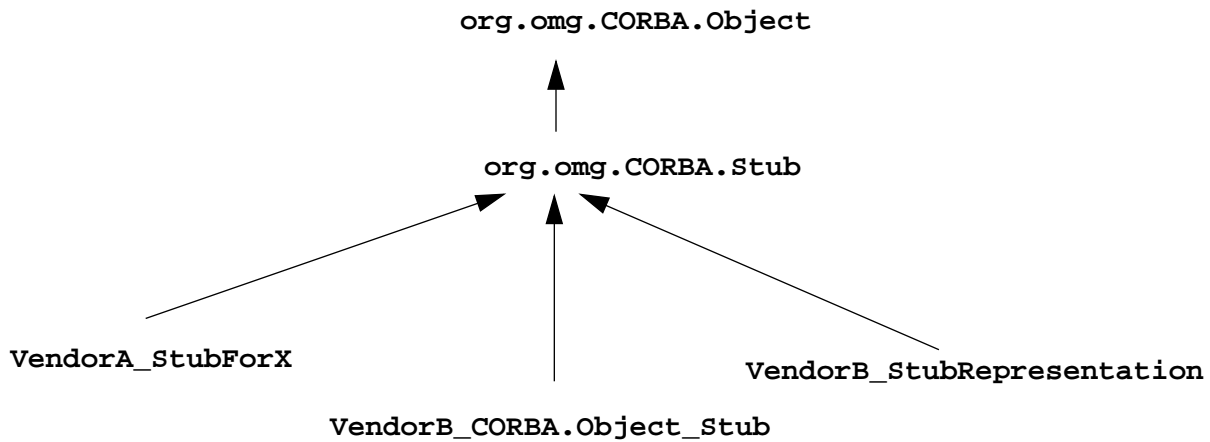 org.omg.CORBA.Object
org.omg.CORBA.Stub
VendorA_StubForX
VendorB_StubRepresentation
VendorB_CORBA.Object_Stub